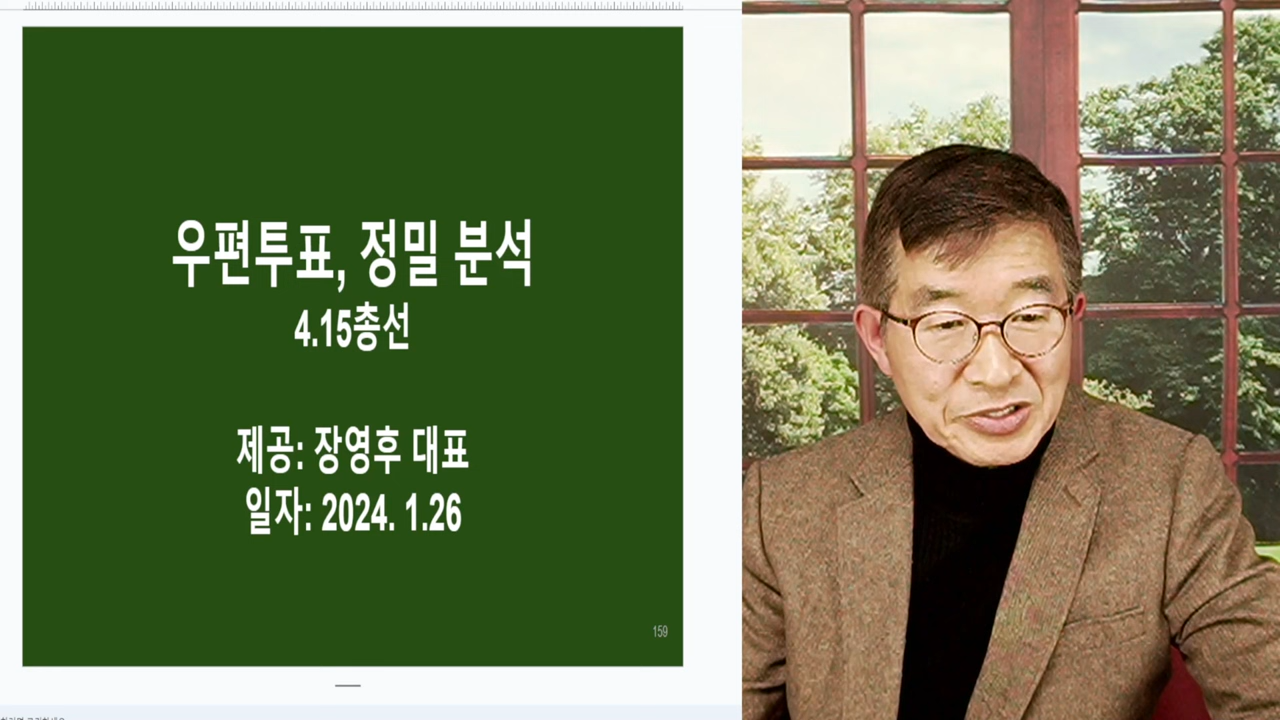 우편투표, 정밀 분석
4.15총선
제공: 장영후 대표
일자: 2024. 1.26
159